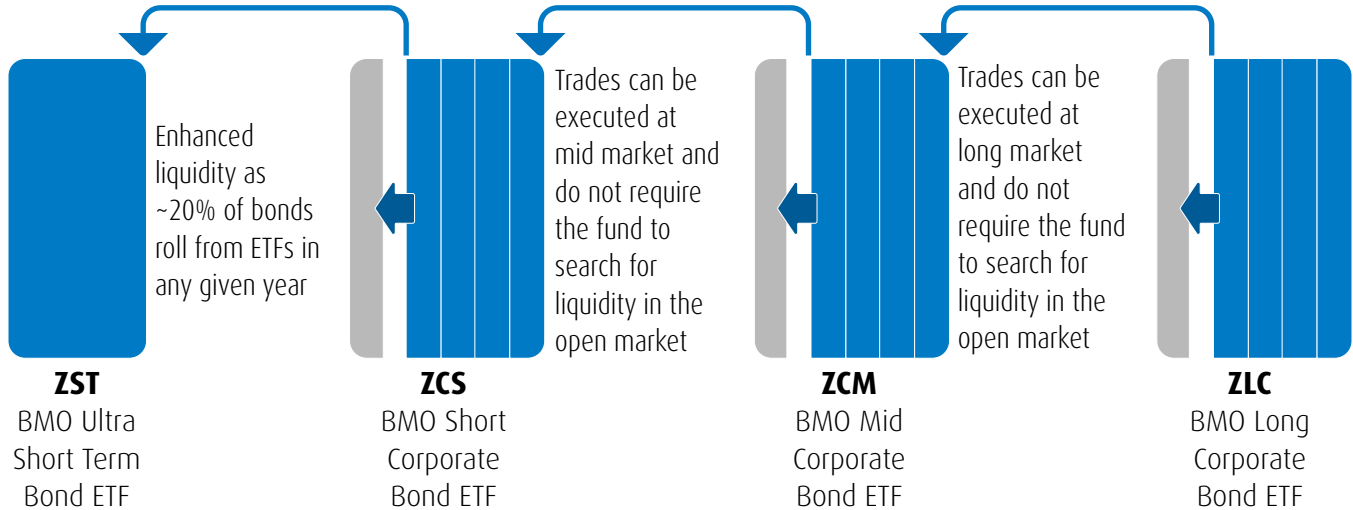 Enhanced
liquidity as
~20% of bonds
roll from ETFs in
any given year
Trades can be
executed at
mid market and
do not require
the fund to
search for
liquidity in the
open market
Trades can be
executed at
long market
and do not
require the fund
to search for
liquidity in the
open market
ZST
BMO Ultra
Short Term
Bond ETF
ZCS
BMO Short
Corporate
Bond ETF
ZCM
BMO Mid
Corporate
Bond ETF
ZLC
BMO Long
Corporate
Bond ETF